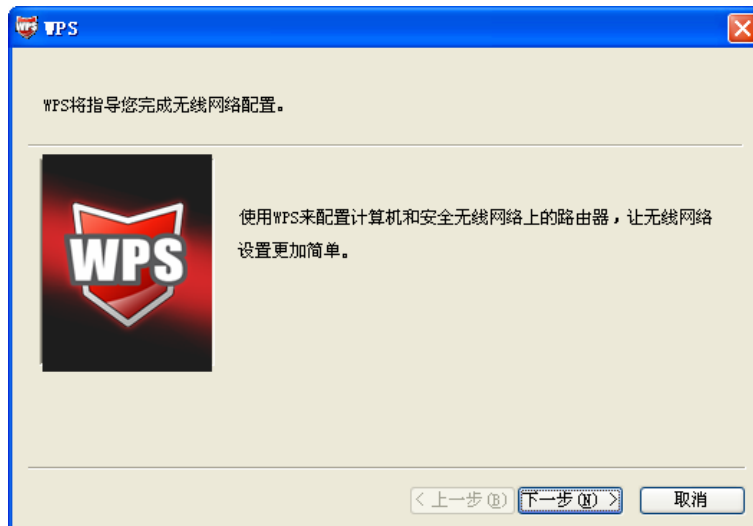 WPS
WPS
WPS将指导您完成无线网络配置。
WPS
使用WPS来配置计算机和安全无线网络上的路由器，让无线网络
设置更加简单。
< 上一步(B) 下一步(N) > 取消